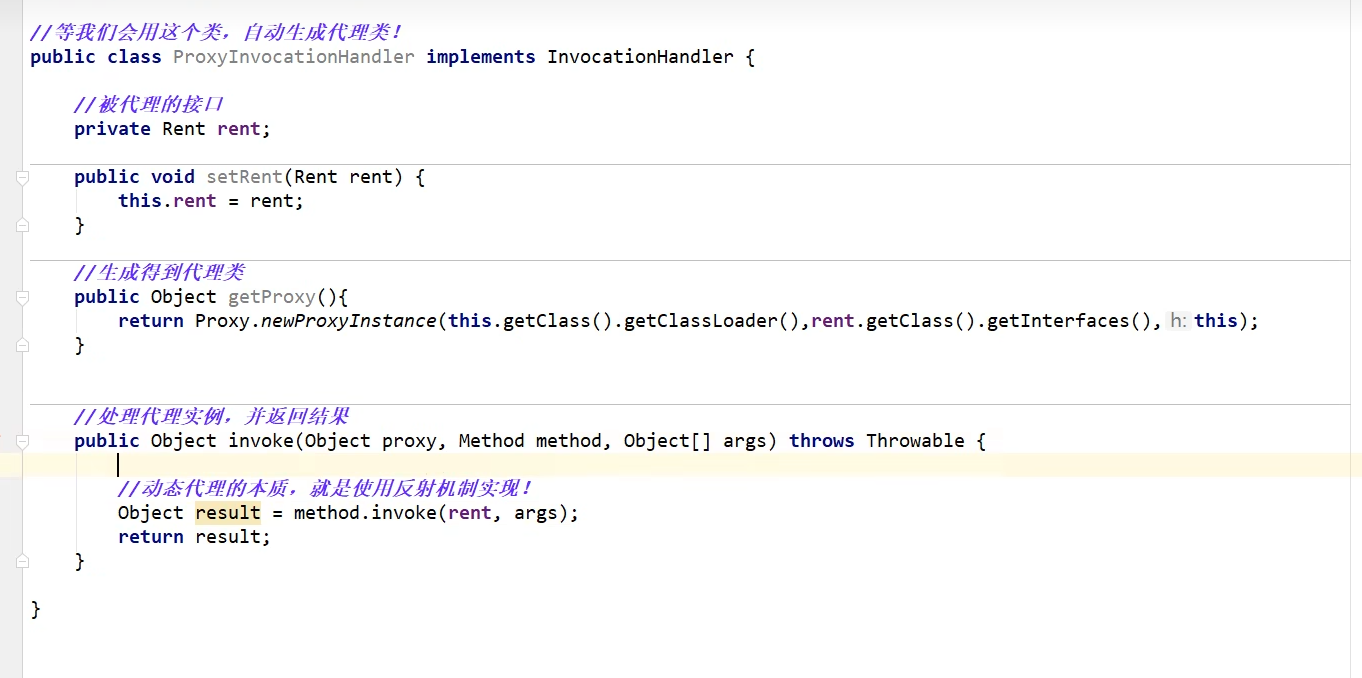 //等我们会用这个类，自动生成代理类！
public class ProxyInvocationHandler implements InvocationHandler {
//被代理的接口
private Rent rent;
public void setRent(Rent rent) {
this.rent = rent;
}
//生成得到代理类
public Object getProxy(){
return Proxy.newProxyInstance(this.getClass().getClassLoader(),rent.getClass().getInterfaces(), h: this);
}
//处理代理实例，并返回结果
public Object invoke(Object proxy, Method method, Object[] args) throws Throwable {
//动态代理的本质，就是使用反射机制实现！
Object result = method.invoke(rent, args);
return result;
}
}